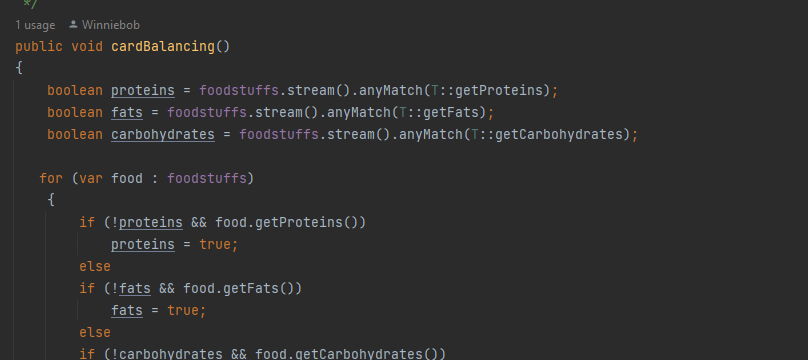 */
1 usage Winniebob
public void cardBalancing()
{
boolean proteins = foodstuffs.stream().anyMatch(T::getProteins);
boolean fats = foodstuffs.stream().anyMatch(T::getFats);
boolean carbohydrates = foodstuffs.stream().anyMatch(T::getCarbohydrates);
for (var food : foodstuffs)
{
if (!proteins && food.getProteins())
proteins = true;
else
if (!fats && food.getFats())
fats = true;
else
if (!carbohydrates && food.getCarbohydrates())